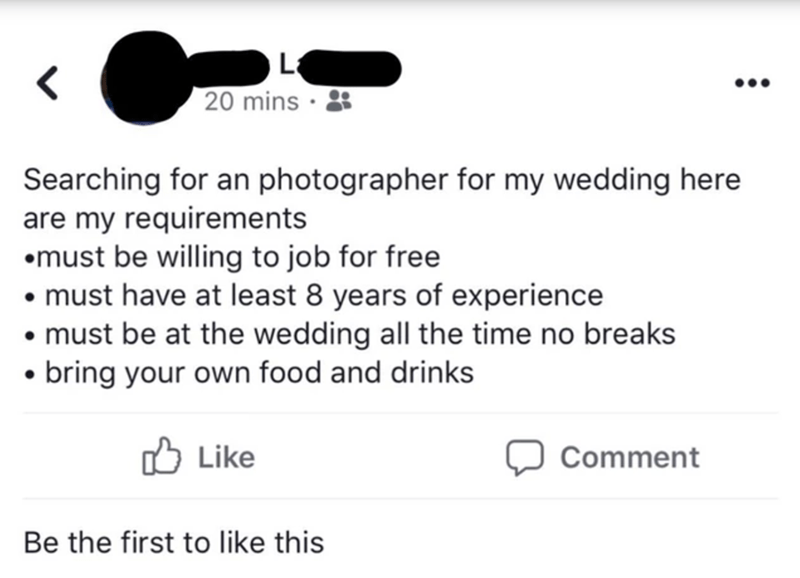 20 mins ·
Searching for an photographer for my wedding here
are my requirements
•must be willing to job for free
• must have at least 8 years of experience
• must be at the wedding all the time no breaks
• bring your own food and drinks
Like
Comment
Be the first to like this